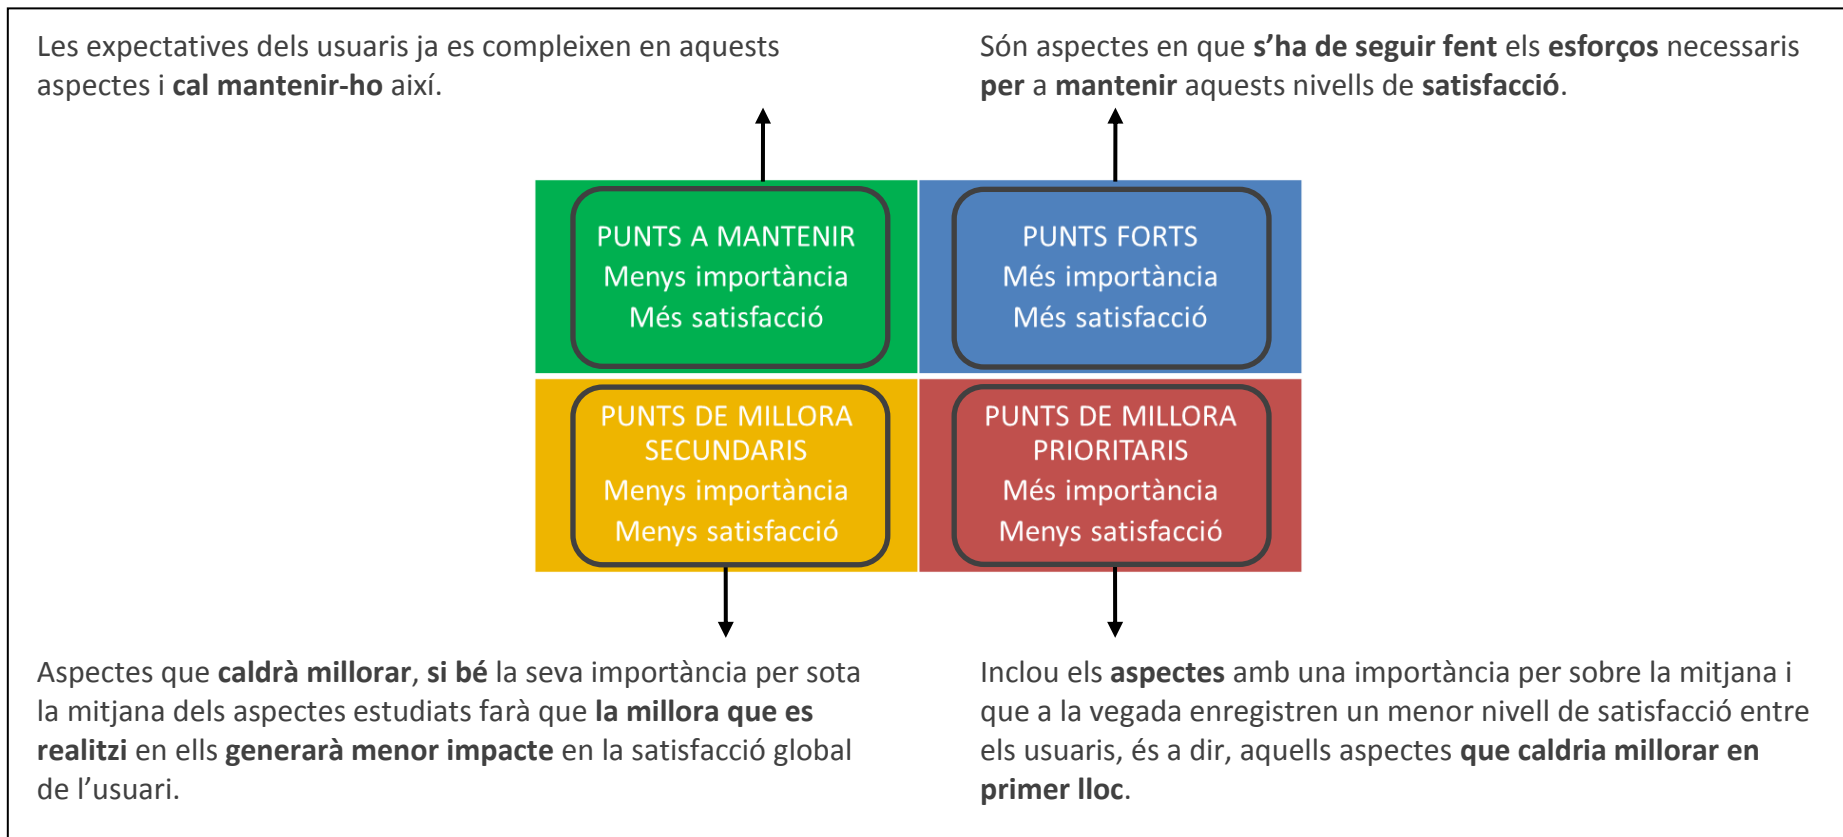 Les expectatives dels usuaris ja es compleixen en aquests
aspectes i cal mantenir-ho així.
Són aspectes en que s’ha de seguir fent els esforços necessaris
per a mantenir aquests nivells de satisfacció.
PUNTS A MANTENIR
Menys importància
Més satisfacció
PUNTS FORTS
Més importància
Més satisfacció
PUNTS DE MILLORA
SECUNDARIS
Menys importància
Menys satisfacció
PUNTS DE MILLORA
PRIORITARIS
Més importància
Menys satisfacció
Aspectes que caldrà millorar, si bé la seva importància per sota
la mitjana dels aspectes estudiats farà que la millora que es
realitzi en ells generarà menor impacte en la satisfacció global
de l’usuari.
Inclou els aspectes amb una importància per sobre la mitjana i
que a la vegada enregistren un menor nivell de satisfacció entre
els usuaris, és a dir, aquells aspectes que caldria millorar en
primer lloc.